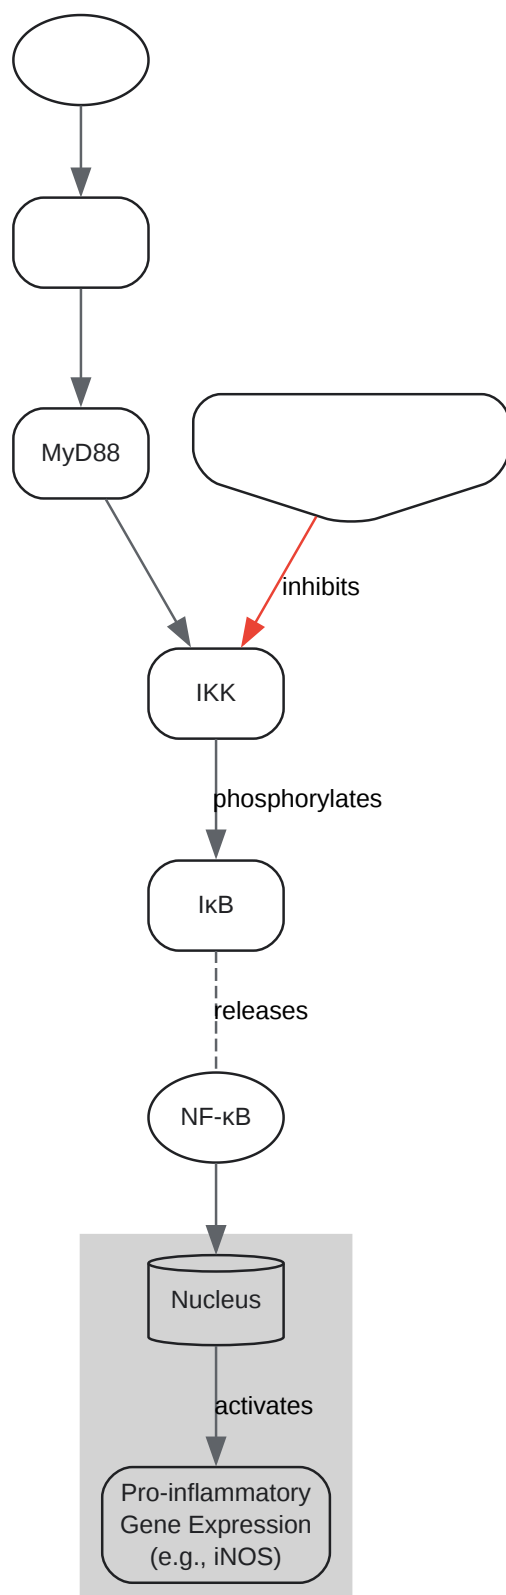 MyD88
inhibits
IKK
phosphorylates
IκB
releases
NF-κB
Nucleus
activates
Pro-inflammatory
Gene Expression
(e.g., iNOS)